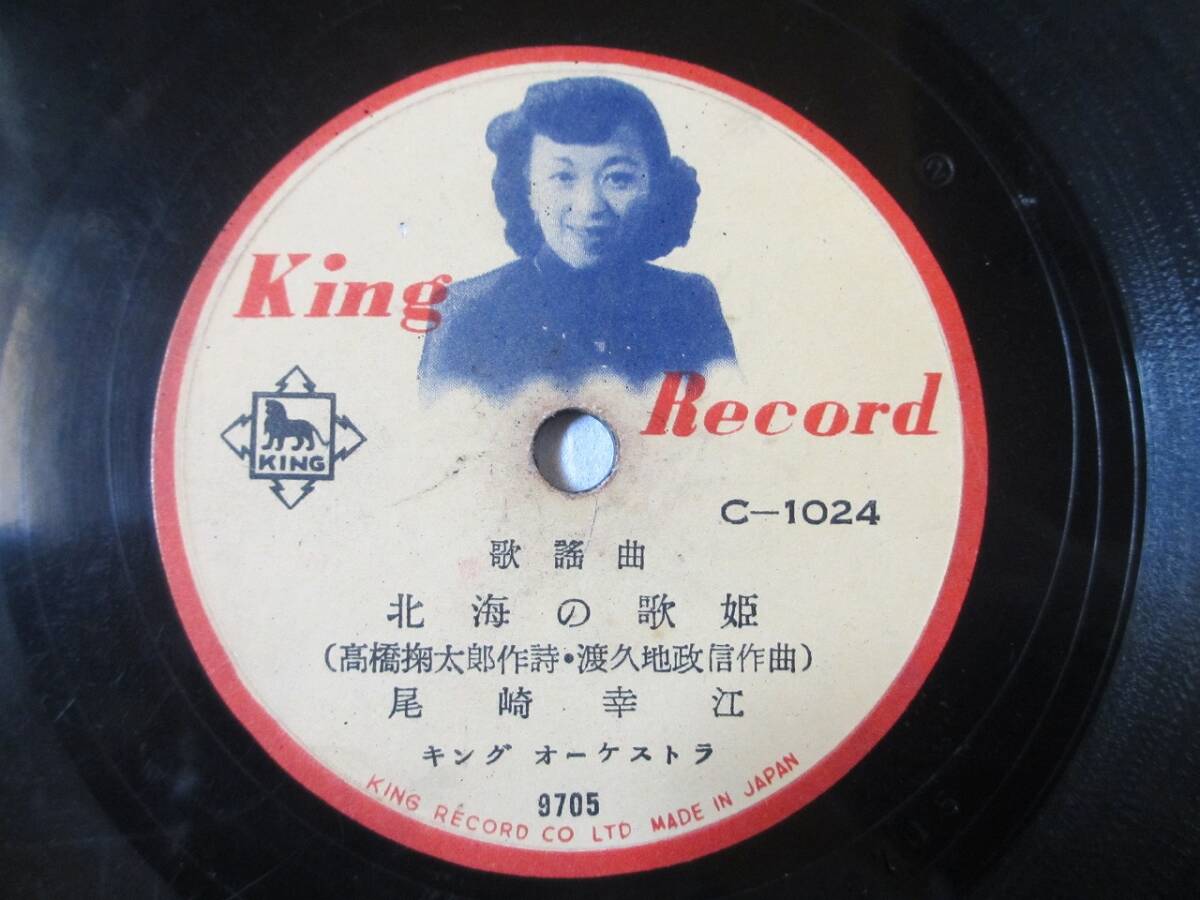 King
Record
KING
C-1024
歌謡曲
北海の歌姫
(高橋掬太郎作詩・渡久地政信作曲)
尾崎幸江
キング オーケストラ
9705
KING RECORD CO LTD MADE IN JAPAN